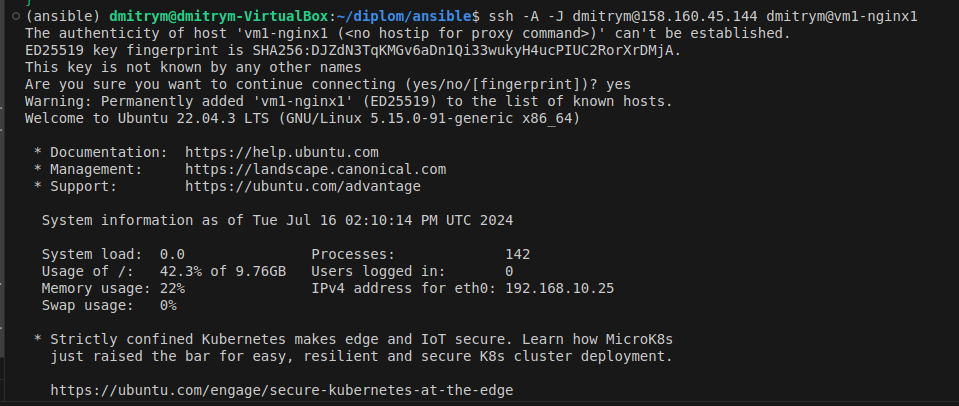 (ansible) dmitrym@dmitrym-VirtualBox:~/diplom/ansible$ ssh -A -J dmitrym@158.160.45.144 dmitrym@vm1-nginx1
The authenticity of host 'vm1-nginx1 (<no hostip for proxy command>)' can't be established.
ED25519 key fingerprint is SHA256:DJZdN3TqKMGv6aDn1Qi33wukyH4ucPIUC2RorXrDMjA.
This key is not known by any other names
Are you sure you want to continue connecting (yes/no/[fingerprint])? yes
Warning: Permanently added 'vm1-nginx1' (ED25519) to the list of known hosts.
Welcome to Ubuntu 22.04.3 LTS (GNU/Linux 5.15.0-91-generic x86_64)

 * Documentation:  https://help.ubuntu.com
 * Management:     https://landscape.canonical.com
 * Support:        https://ubuntu.com/advantage

  System information as of Tue Jul 16 02:10:14 PM UTC 2024

  System load:  0.0               Processes:             142
  Usage of /:   42.3% of 9.76GB   Users logged in:       0
  Memory usage: 22%               IPv4 address for eth0: 192.168.10.25
  Swap usage:   0%

 * Strictly confined Kubernetes makes edge and IoT secure. Learn how MicroK8s
   just raised the bar for easy, resilient and secure K8s cluster deployment.

   https://ubuntu.com/engage/secure-kubernetes-at-the-edge